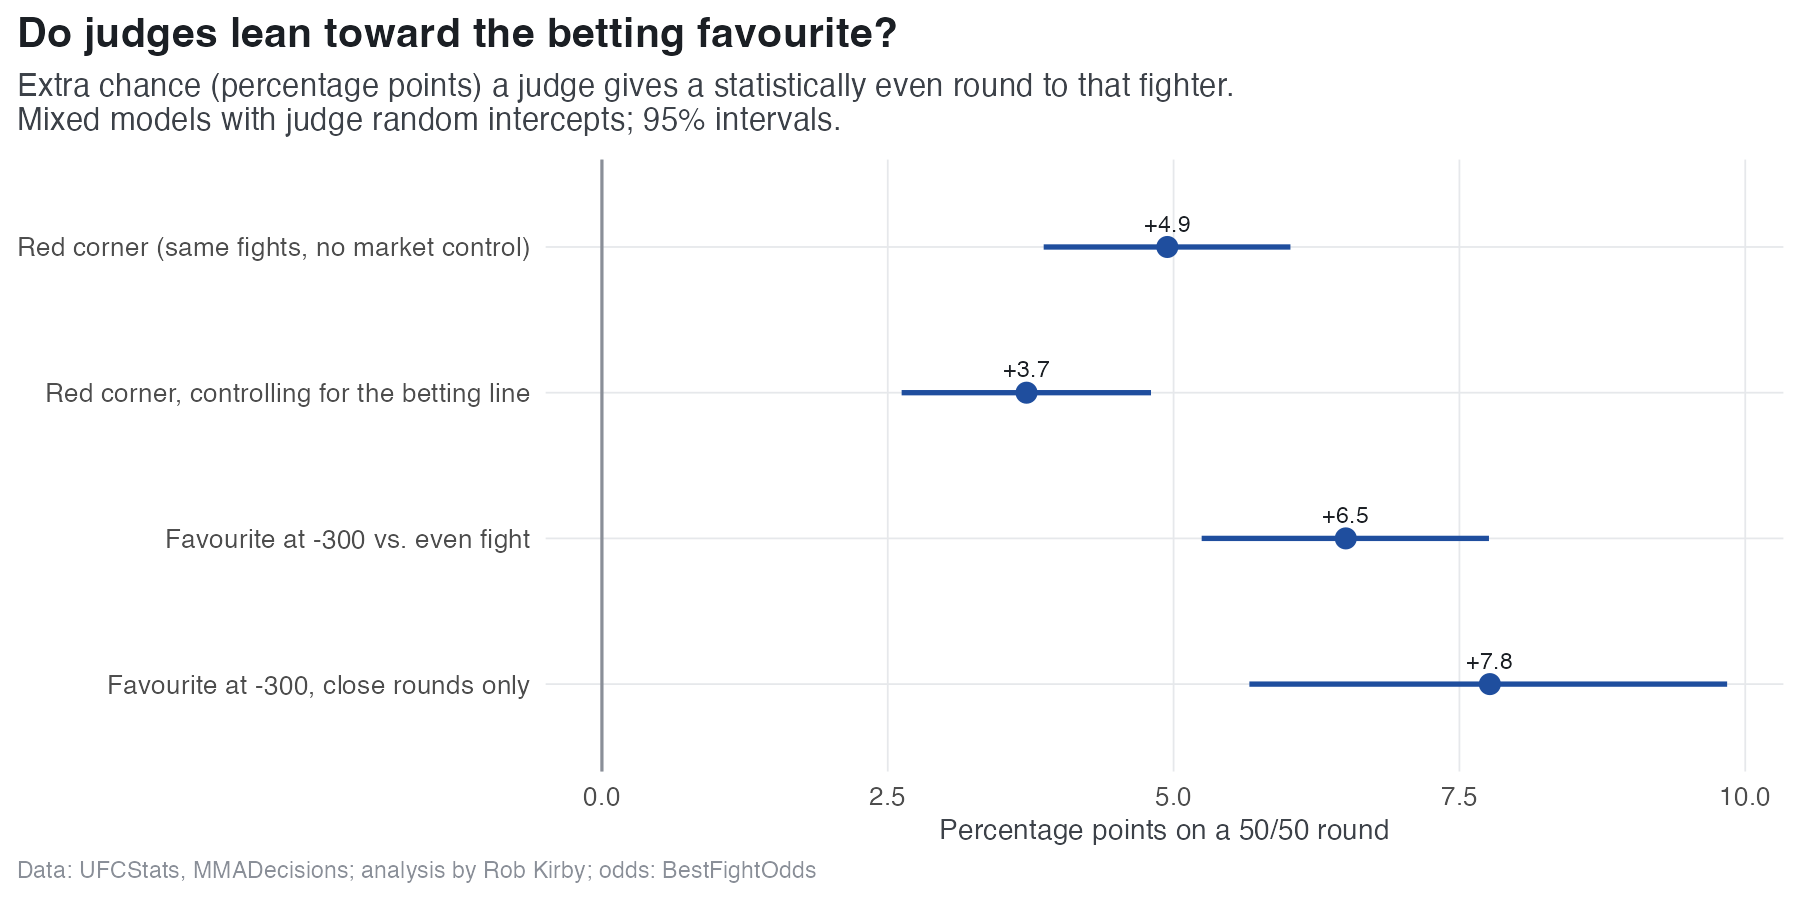 Do judges lean toward the betting favourite?
Extra chance (percentage points) a judge gives a statistically even round to that fighter.
Mixed models with judge random intercepts; 95% intervals.
Red corner (same fights, no market control)
+4.9
Red corner, controlling for the betting line
+3.7
Favourite at -300 vs. even fight
+6.5
Favourite at -300, close rounds only
+7.8
0.0 2.5 5.0 7.5 10.0
Percentage points on a 50/50 round
Data: UFCStats, MMADecisions; analysis by Rob Kirby; odds: BestFightOdds